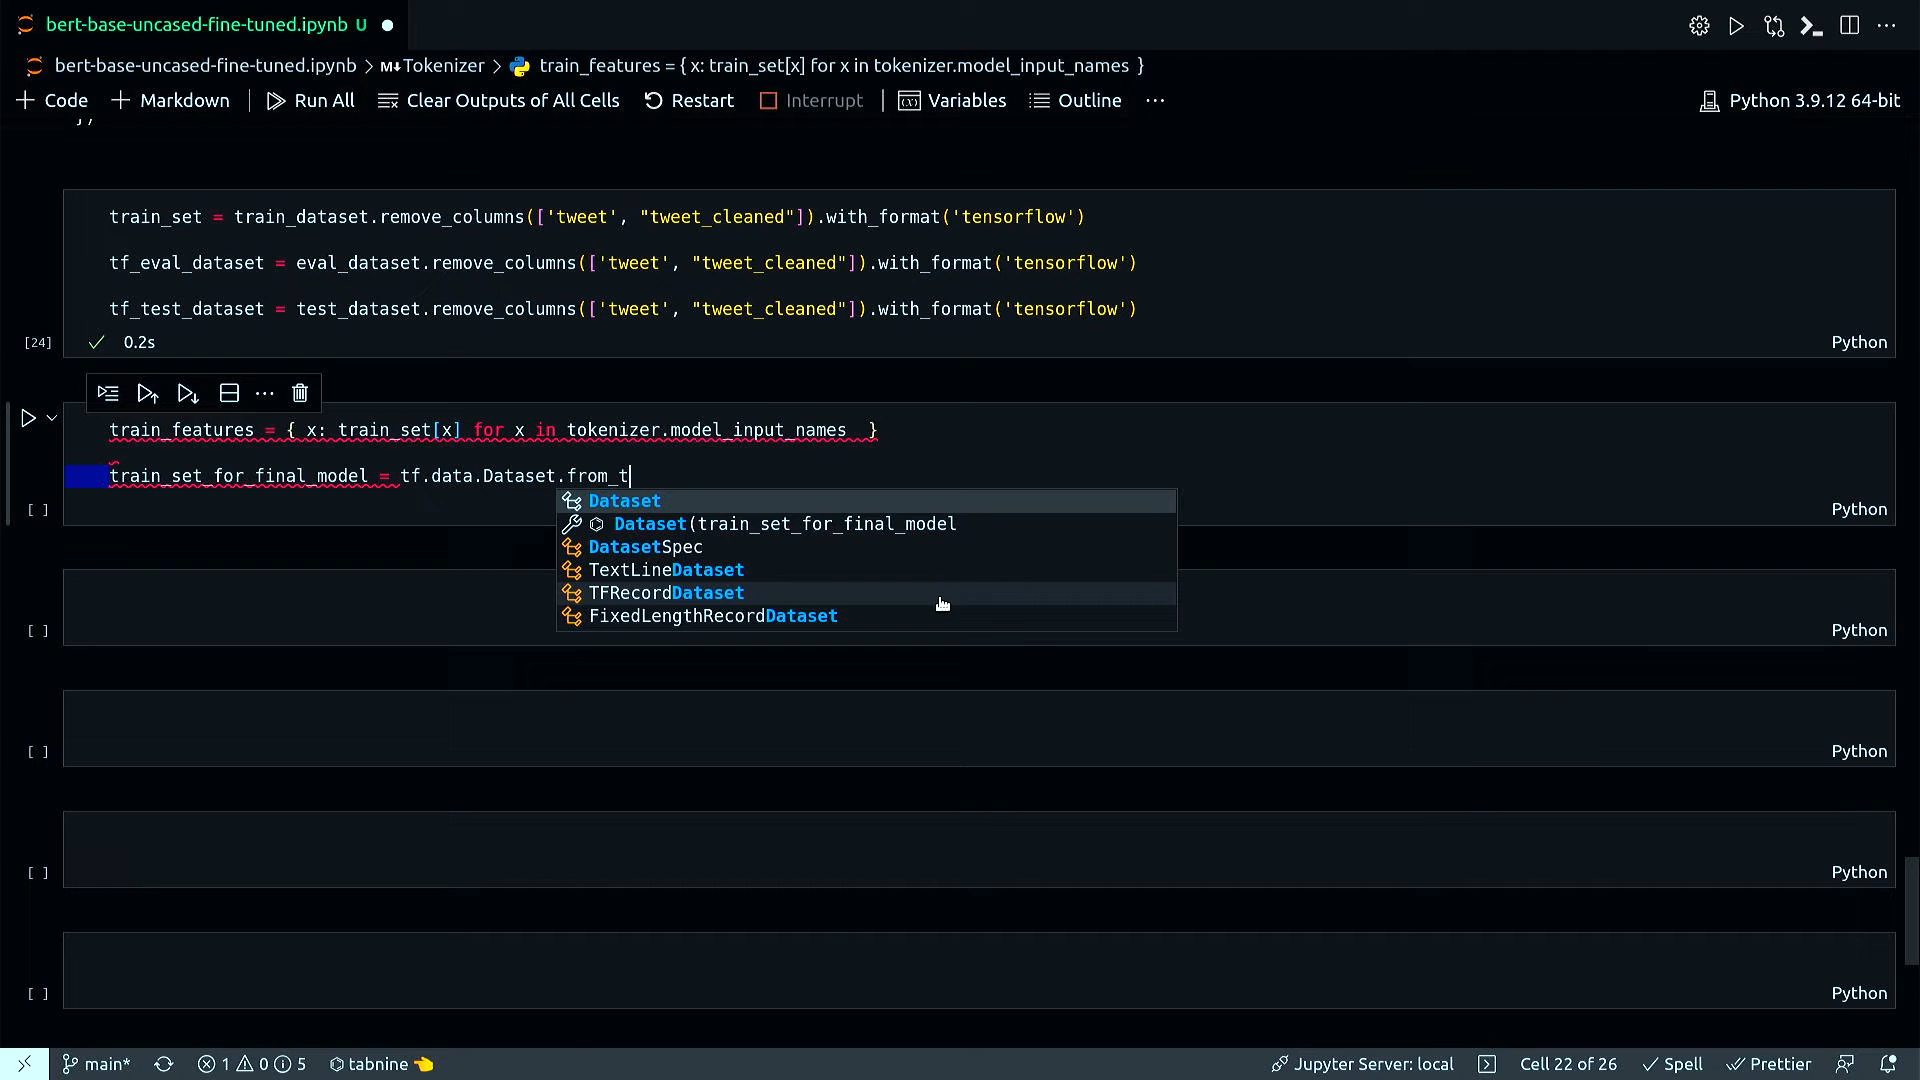 bert-base-uncased-fine-tuned.ipynb U
bert-base-uncased-fine-tuned.ipynb > M↓Tokenizer > train_features = { x: train_set[x] for x in tokenizer.model_input_names }
+ Code + Markdown Run All Clear Outputs of All Cells Restart Interrupt Variables Outline ··· Python 3.9.12 64-bit
train_set = train_dataset.remove_columns(['tweet', "tweet_cleaned"]).with_format('tensorflow')
tf_eval_dataset = eval_dataset.remove_columns(['tweet', "tweet_cleaned"]).with_format('tensorflow')
tf_test_dataset = test_dataset.remove_columns(['tweet', "tweet_cleaned"]).with_format('tensorflow')
[24] 0.2s Python
train_features = { x: train_set[x] for x in tokenizer.model_input_names }
train_set_for_final_model = tf.data.Dataset.from_t
[ ] Python
Dataset
Dataset(train_set_for_final_model
DatasetSpec
TextLineDataset
TFRecordDataset
FixedLengthRecordDataset
[ ] Python
[ ] Python
[ ] Python
[ ] Python
main* 1 0 5 tabnine Jupyter Server: local Cell 22 of 26 Spell Prettier